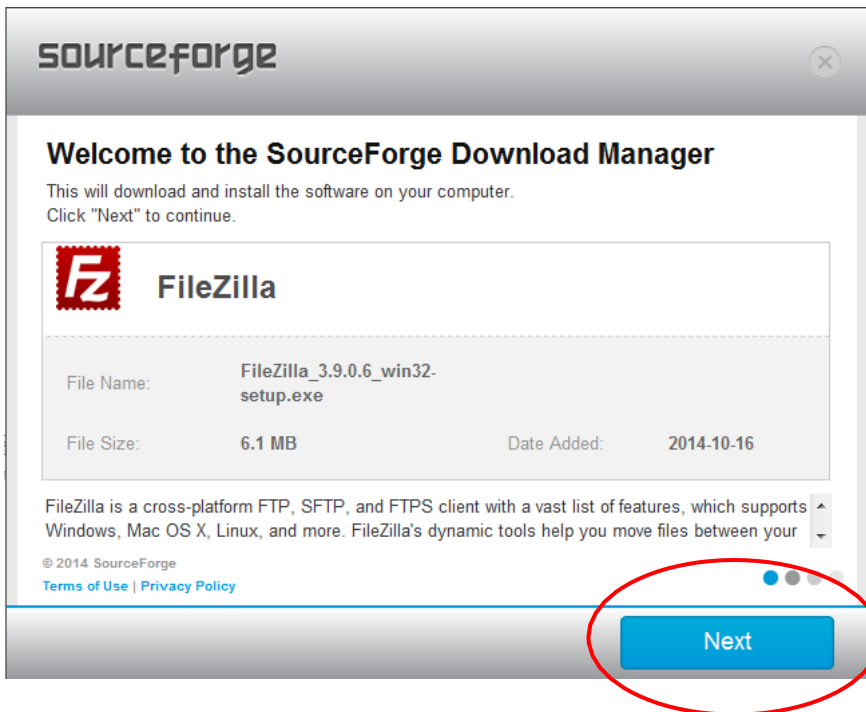 sourceforge
Welcome to the SourceForge Download Manager
This will download and install the software on your computer.
Click "Next" to continue.
Fz
FileZilla
File Name: FileZilla_3.9.0.6_win32-
setup.exe
File Size: 6.1 MB Date Added: 2014-10-16
FileZilla is a cross-platform FTP, SFTP, and FTPS client with a vast list of features, which supports
Windows, Mac OS X, Linux, and more. FileZilla's dynamic tools help you move files between your
© 2014 SourceForge
Terms of Use | Privacy Policy
Next